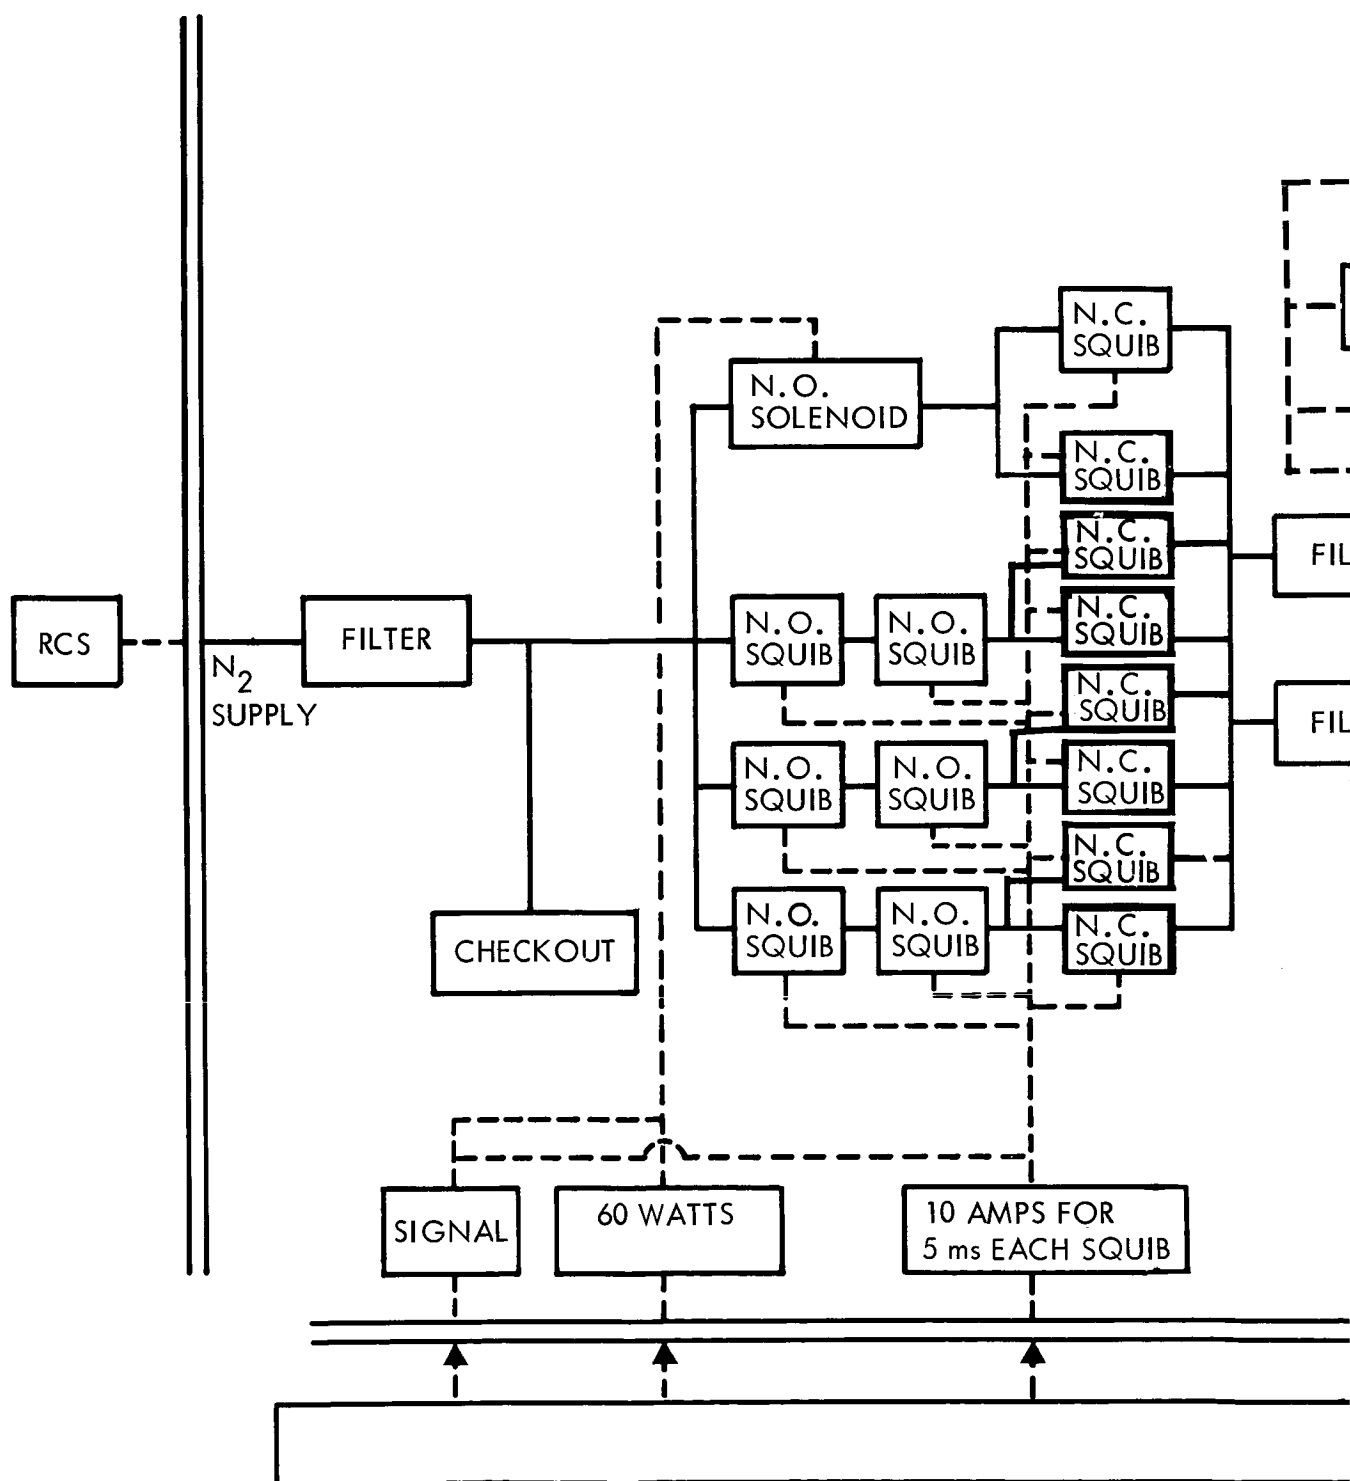 N.C.
SQUIB
N.O.
SOLENOID
N.C.
SQUIB
N.C.
SQUIB
FIL
RCS
N2
SUPPLY
FILTER
N.O.
SQUIB
N.O.
SQUIB
N.C.
SQUIB
N.C.
SQUIB
FIL
N.O.
SQUIB
N.O.
SQUIB
N.C.
SQUIB
N.C.
SQUIB
CHECKOUT
N.O.
SQUIB
N.O.
SQUIB
N.C.
SQUIB
SIGNAL
60 WATTS
10 AMPS FOR
5 ms EACH SQUIB